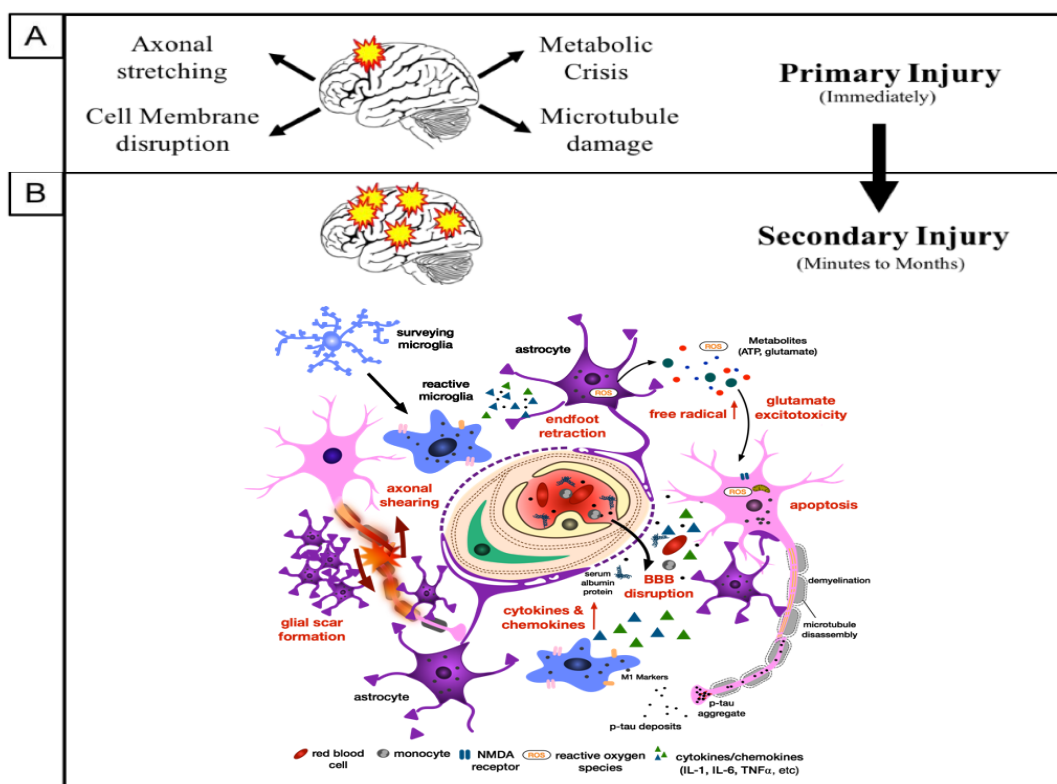 A
Axonal
stretching
Cell Membrane
disruption
Metabolic
Crisis
Microtubule
damage
Primary Injury
(Immediately)
B
Secondary Injury
(Minutes to Months)
surveying
microglia
reactive
microglia
astrocyte
ROS
endfoot
retraction
ROS
Metabolites
(ATP, glutamate)
free radical
glutamate
excitotoxicity
ROS
apoptosis
axonal
shearing
glial scar
formation
serum
albumin
protein
BBB
disruption
cytokines &
chemokines
demyelination
microtubule
disassembly
astrocyte
M1 Markers
p-tau deposits
p-tau
aggregate
red blood
cell
monocyte
NMDA
receptor
ROS
reactive oxygen
species
cytokines/chemokines
(IL-1, IL-6, TNFα, etc)